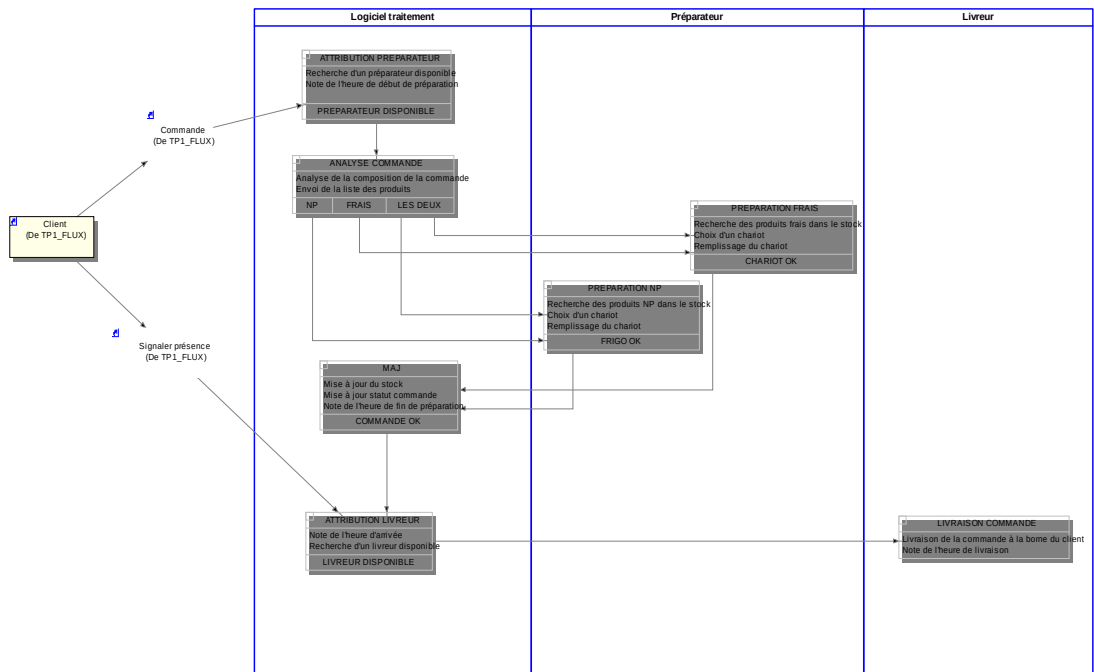 Logiciel traitement
Préparateur
Livreur
ATTRIBUTION PREPARATEUR
Recherche d'un préparateur disponible
Note de l'heure de début de préparation
PREPARATEUR DISPONIBLE
Commande
(De TP1_FLUX)
ANALYSE COMMANDE
Analyse de la composition de la commande
Envoi de la liste des produits
NP
FRAIS
LES DEUX
Client
(De TP1_FLUX)
PREPARATION FRAIS
Recherche des produits frais dans le stock
Choix d'un chariot
Remplissage du chariot
CHARIOT OK
PREPARATION NP
Recherche des produits NP dans le stock
Choix d'un chariot
Remplissage du chariot
FRIGO OK
Signaler présence
(De TP1_FLUX)
MAJ
Mise à jour du stock
Mise à jour statut commande
Note de l'heure de fin de préparation
COMMANDE OK
ATTRIBUTION LIVREUR
Note de l'heure d'arrivée
Recherche d'un livreur disponible
LIVREUR DISPONIBLE
LIVRAISON COMMANDE
Livraison de la commande à la borne du client
Note de l'heure de livraison